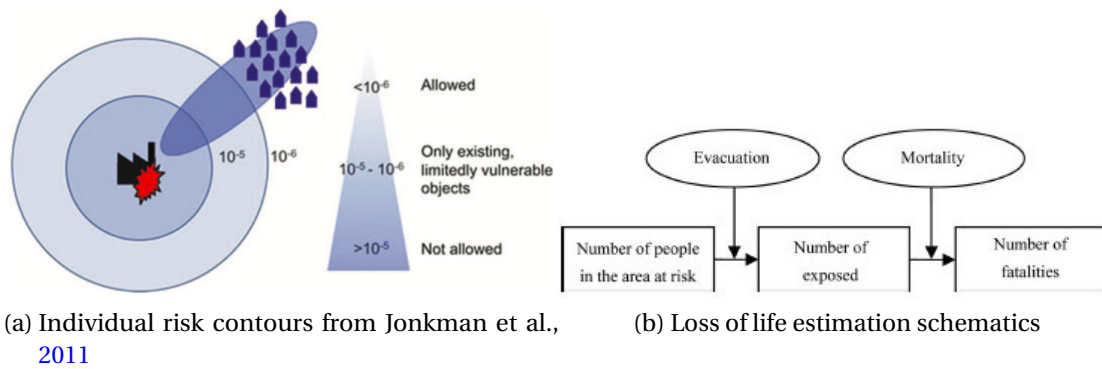 10-5
10-6
<10-6
Allowed
10-5 - 10-6
Only existing,
limitedly vulnerable
objects
>10-5
Not allowed
Evacuation
Mortality
Number of people
in the area at risk
Number of
exposed
Number of
fatalities
(a) Individual risk contours from Jonkman et al.,
2011
(b) Loss of life estimation schematics